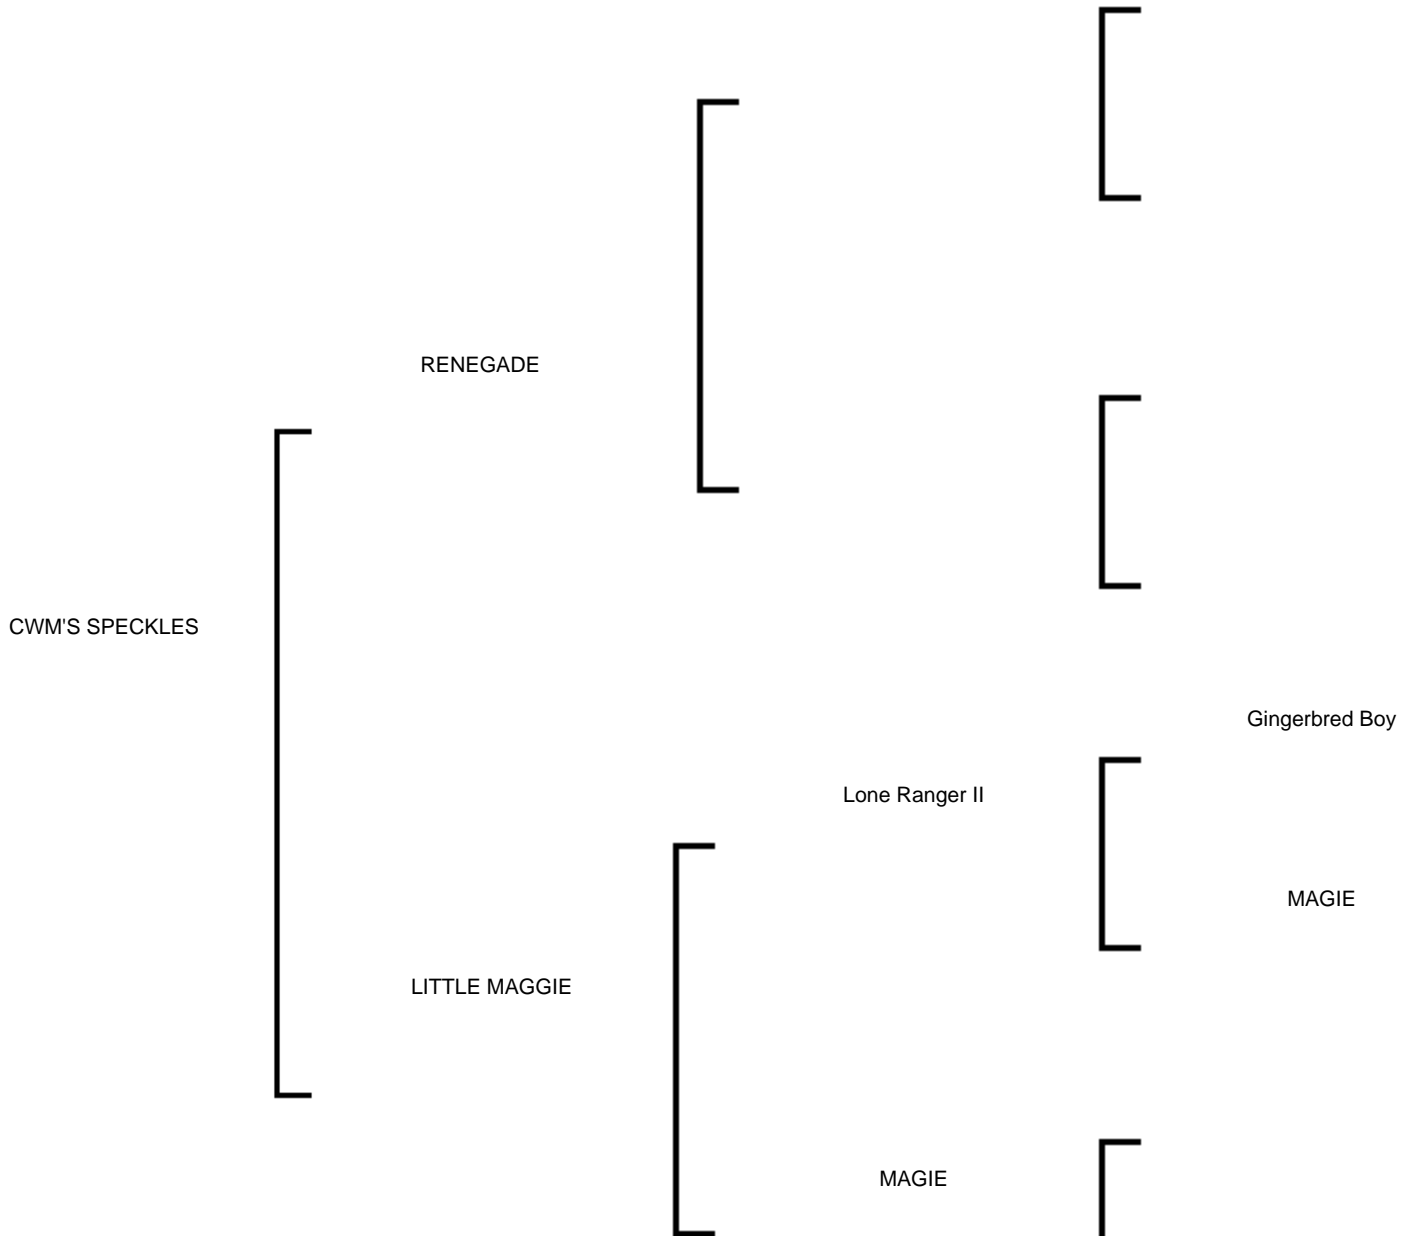 RENEGADE
CWM'S SPECKLES
Gingerbred Boy
Lone Ranger II
MAGIE
LITTLE MAGGIE
MAGIE